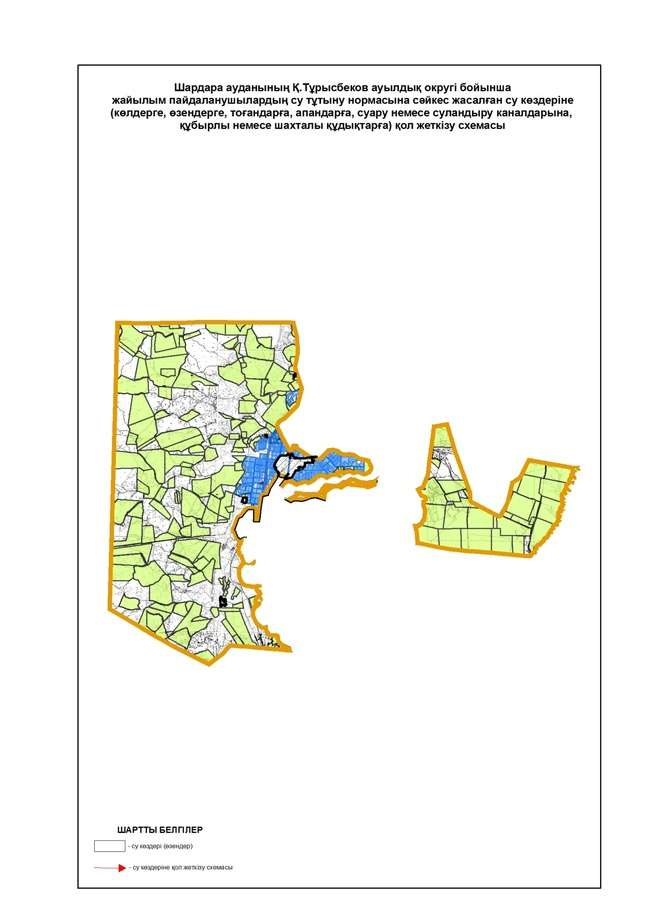 Шардара ауданының Қ.Тұрысбеков ауылдық округі бойынша
жайылым пайдаланушылардың су тұтыну нормасына сәйкес жасалған су көздеріне
(көлдерге, өзендерге, тоғандарға, апандарға, суару немесе суландыру каналдарына,
құбырлы немесе шахталы құдықтарға) қол жеткізу схемасы
ШАРТТЫ БЕЛГІЛЕР
- су көздері (өзендер)
- су көздеріне қол жеткізу схемасы